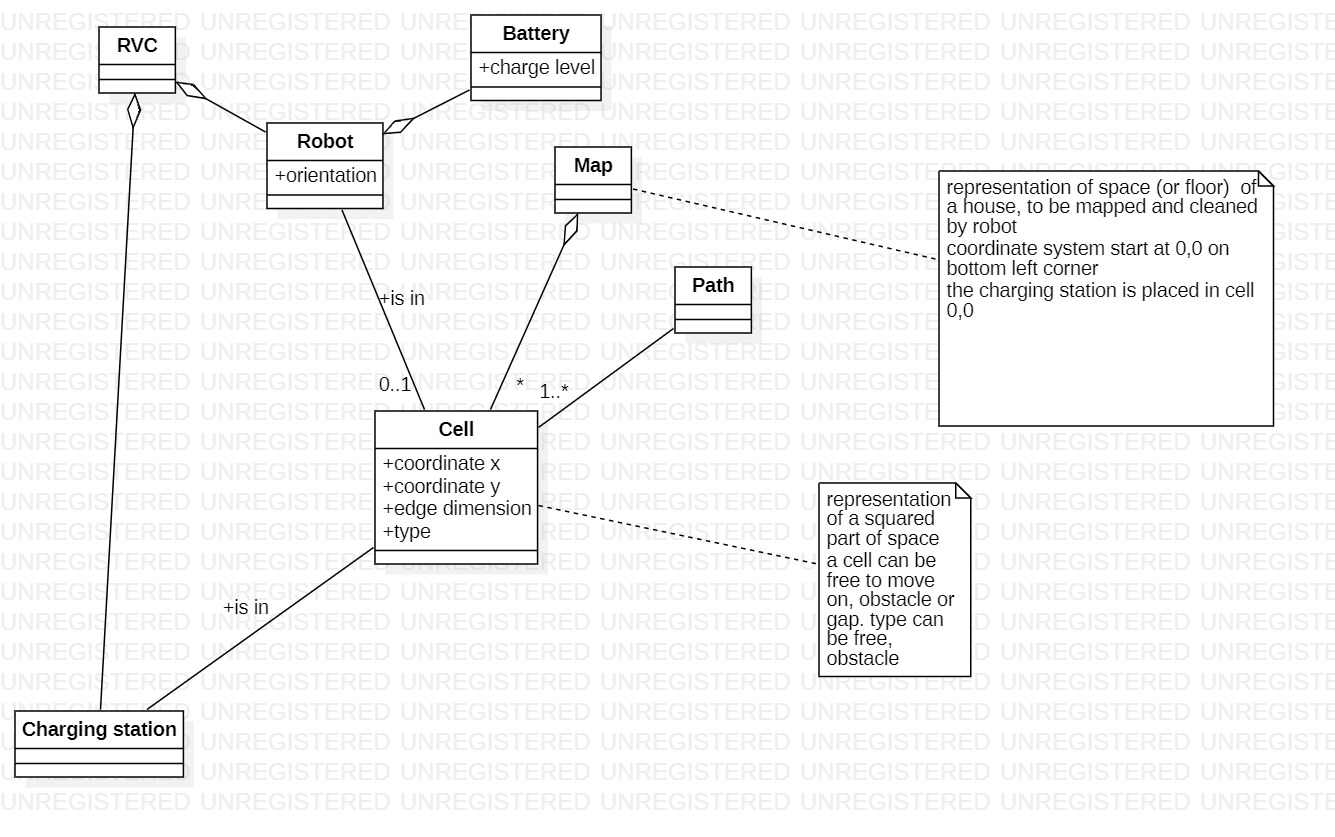 RVC
Battery
+charge level
Robot
+orientation
Map
representation of space (or floor)  of
a house, to be mapped and cleaned
by robot
coordinate system start at 0,0 on
bottom left corner
the charging station is placed in cell
0,0
Path
+is in
0..1
*
1..*
Cell
+coordinate x
+coordinate y
+edge dimension
+type
representation
of a squared
part of space
a cell can be
free to move
on, obstacle or
gap. type can
be free,
obstacle
+is in
Charging station
UNREGISTERED